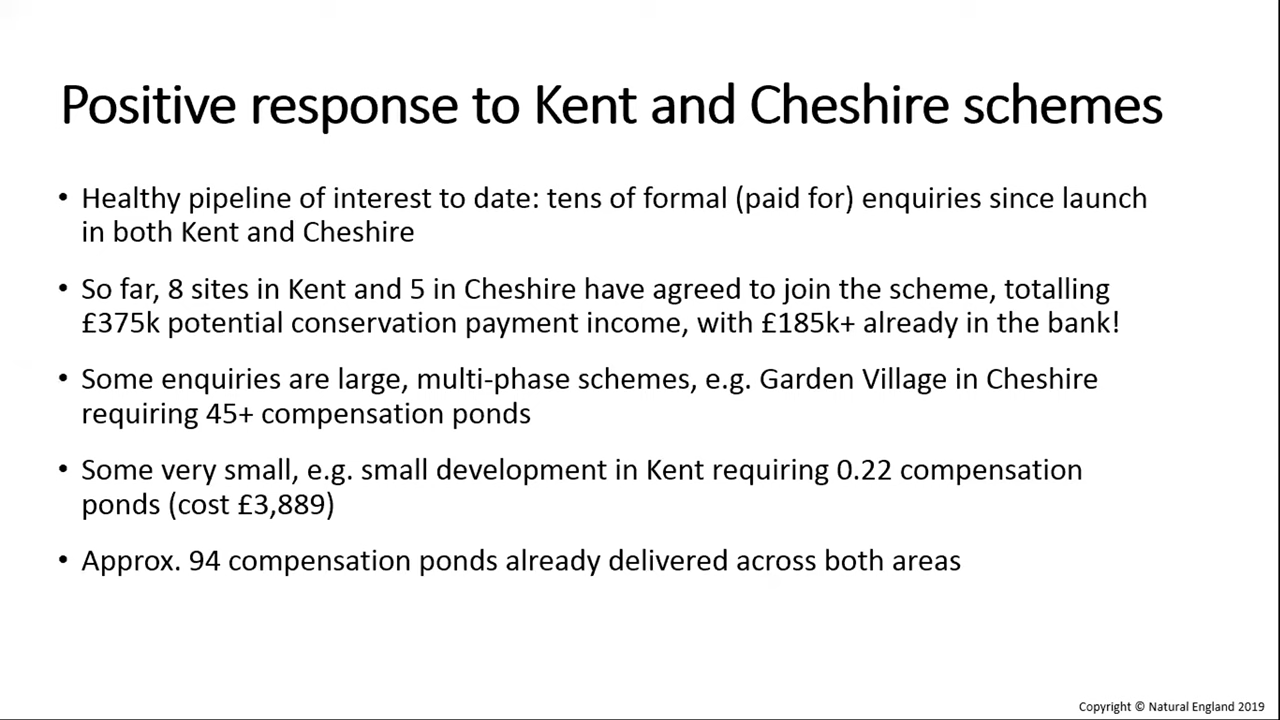 Positive response to Kent and Cheshire schemes
• Healthy pipeline of interest to date: tens of formal (paid for) enquiries since launch
in both Kent and Cheshire
• So far, 8 sites in Kent and 5 in Cheshire have agreed to join the scheme, totalling
£375k potential conservation payment income, with £185k+ already in the bank!
• Some enquiries are large, multi-phase schemes, e.g. Garden Village in Cheshire
requiring 45+ compensation ponds
• Some very small, e.g. small development in Kent requiring 0.22 compensation
ponds (cost £3,889)
• Approx. 94 compensation ponds already delivered across both areas
Copyright © Natural England 2019